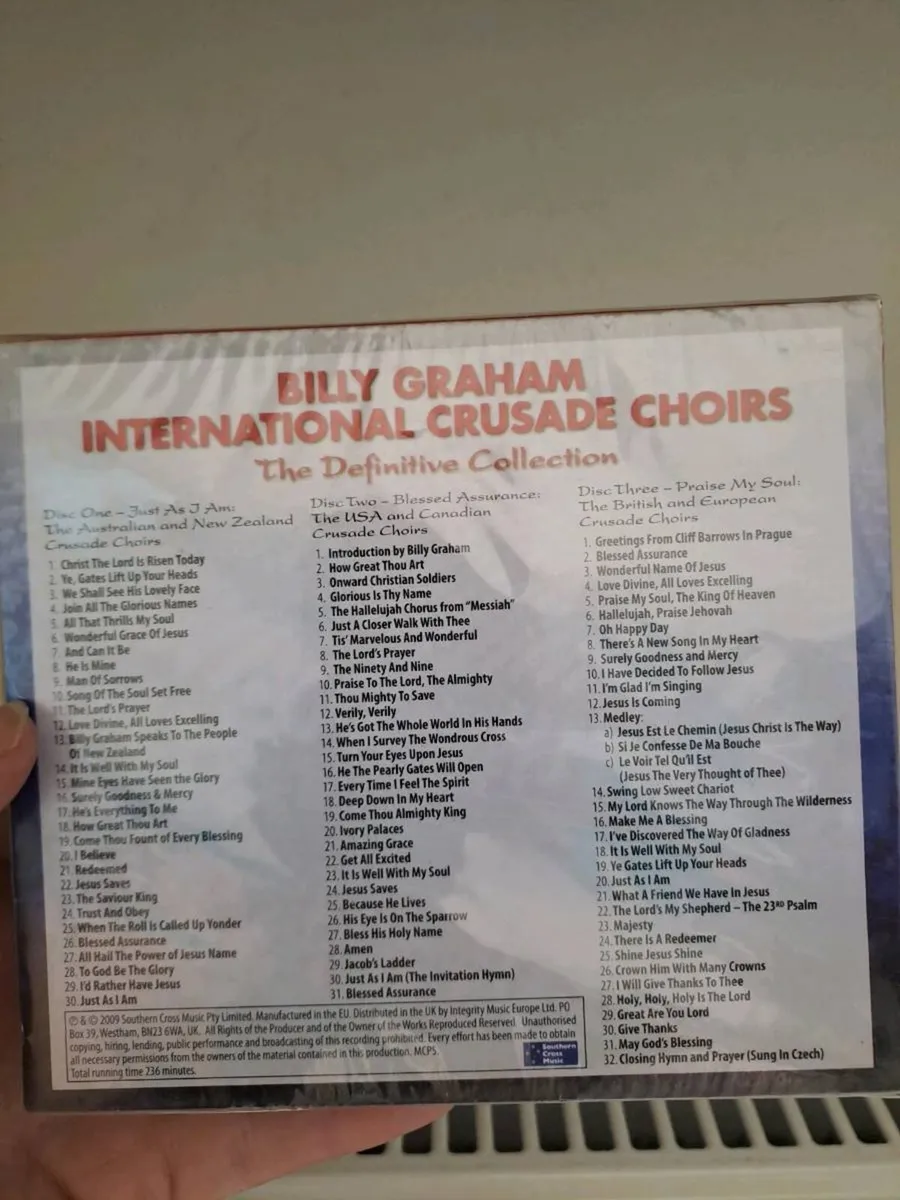 BILLY GRAHAM
INTERNATIONAL CRUSADE CHOIRS
The Definitive Collection
Disc One – Just As I Am:
The Australian and New Zealand
Crusade Choirs
1. Christ The Lord Is Risen Today
2. Ye, Gates Lift Up Your Heads
3. We Shall See His Lovely Face
4. Join All The Glorious Names
5. All That Thrills My Soul
6. Wonderful Grace Of Jesus
7. And Can It Be
8. He Is Mine
9. Man Of Sorrows
10. Song Of The Soul Set Free
11. The Lord's Prayer
12. Love Divine, All Loves Excelling
13. Billy Graham Speaks To The People
Of New Zealand
14. It Is Well With My Soul
15. Mine Eyes Have Seen the Glory
16. Surely Goodness & Mercy
17. He's Everything To Me
18. How Great Thou Art
19. Come Thou Fount of Every Blessing
20. I Believe
21. Redeemed
22. Jesus Saves
23. The Saviour King
24. Trust And Obey
25. When The Roll Is Called Up Yonder
26. Blessed Assurance
27. All Hail The Power of Jesus Name
28. To God Be The Glory
29. I'd Rather Have Jesus
30. Just As I Am
Disc Two – Blessed Assurance:
The USA and Canadian
Crusade Choirs
1. Introduction by Billy Graham
2. How Great Thou Art
3. Onward Christian Soldiers
4. Glorious Is Thy Name
5. The Hallelujah Chorus from "Messiah"
6. Just A Closer Walk With Thee
7. Tis' Marvelous And Wonderful
8. The Lord's Prayer
9. The Ninety And Nine
10. Praise To The Lord, The Almighty
11. Thou Mighty To Save
12. Verily, Verily
13. He's Got The Whole World In His Hands
14. When I Survey The Wondrous Cross
15. Turn Your Eyes Upon Jesus
16. He The Pearly Gates Will Open
17. Every Time I Feel The Spirit
18. Deep Down In My Heart
19. Come Thou Almighty King
20. Ivory Palaces
21. Amazing Grace
22. Get All Excited
23. It Is Well With My Soul
24. Jesus Saves
25. Because He Lives
26. His Eye Is On The Sparrow
27. Bless His Holy Name
28. Amen
29. Jacob's Ladder
30. Just As I Am (The Invitation Hymn)
31. Blessed Assurance
Disc Three – Praise My Soul:
The British and European
Crusade Choirs
1. Greetings From Cliff Barrows In Prague
2. Blessed Assurance
3. Wonderful Name Of Jesus
4. Love Divine, All Loves Excelling
5. Praise My Soul, The King Of Heaven
6. Hallelujah, Praise Jehovah
7. Oh Happy Day
8. There's A New Song In My Heart
9. Surely Goodness and Mercy
10. I Have Decided To Follow Jesus
11. I'm Glad I'm Singing
12. Jesus Is Coming
13. Medley:
a) Jesus Est Le Chemin (Jesus Christ is The Way)
b) Si Je Confesse De Ma Bouche
c) Le Voir Tel Qu'Il Est
(Jesus The Very Thought of Thee)
14. Swing Low Sweet Chariot
15. My Lord Knows The Way Through The Wilderness
16. Make Me A Blessing
17. I've Discovered The Way Of Gladness
18. It Is Well With My Soul
19. Ye Gates Lift Up Your Heads
20. Just As I Am
21. What A Friend We Have In Jesus
22. The Lord's My Shepherd – The 23RD Psalm
23. Majesty
24. There Is A Redeemer
25. Shine Jesus Shine
26. Crown Him With Many Crowns
27. I Will Give Thanks To Thee
28. Holy, Holy, Holy Is The Lord
29. Great Are You Lord
30. Give Thanks
31. May God's Blessing
32. Closing Hymn and Prayer (Sung In Czech)
℗ & © 2009 Southern Cross Music Pty Limited. Manufactured in the EU. Distributed in the UK by Integrity Music Europe Ltd. PO
Box 39, Westham, BN23 6WA, UK. All Rights of the Producer and of the Owner of the Works Reproduced Reserved. Unauthorised
copying, hiring, lending, public performance and broadcasting of this recording prohibited. Every effort has been made to obtain
all necessary permissions from the owners of the material contained in this production. MCPS.
Total running time 236 minutes.
Southern
Cross
Music